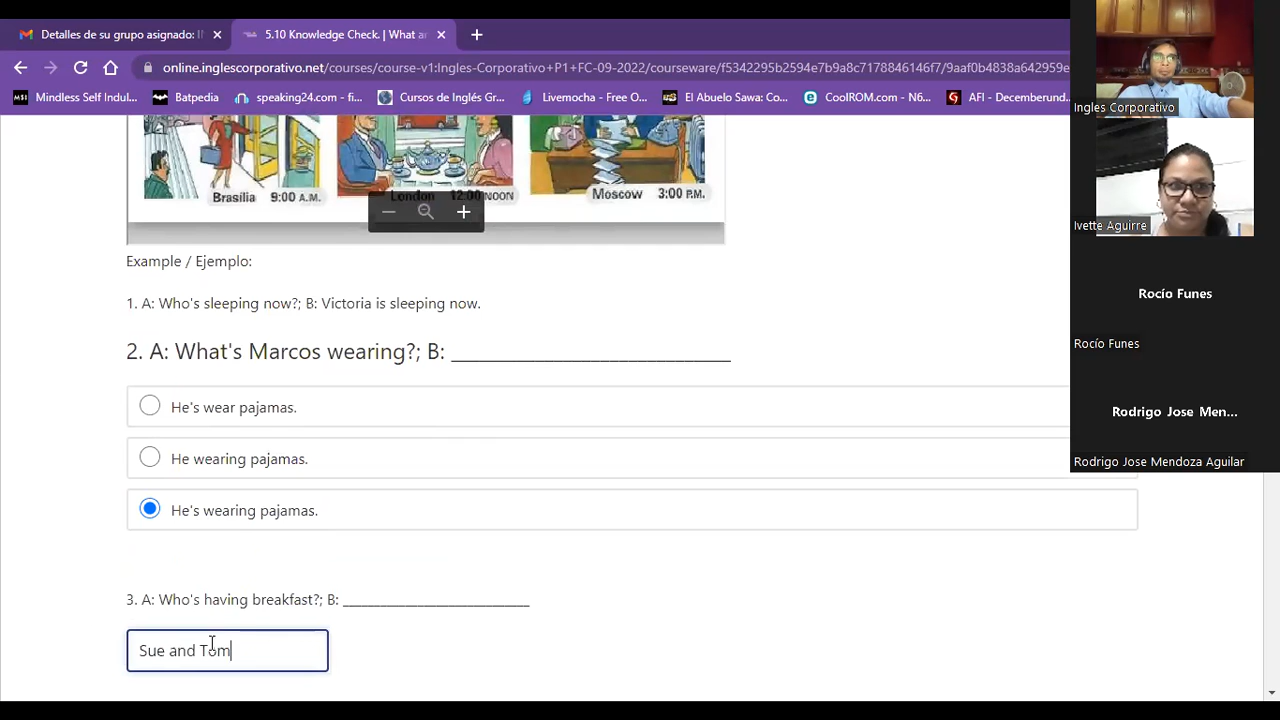 Detalles de su grupo asignado: I
5.10 Knowledge Check. | What ar
online.inglescorporativo.net/courses/course-v1:Ingles-Corporativo+P1+FC-09-2022/courseware/f5342295b2594e7b9a8c7178846146f7/9aaf0b4838a642959e
Mindless Self Indul...
Batpedia
speaking24.com - fi...
Cursos de Inglés Gr...
Livemocha - Free O...
El Abuelo Sawa: Co...
CoolROM.com - N6...
AFI - Decemberund...
Brasília 9:00 A.M.
London 12:00 NOON
Moscow 3:00 P.M.
Example / Ejemplo:
1. A: Who's sleeping now?; B: Victoria is sleeping now.
2. A: What's Marcos wearing?; B: ____________________________
He's wear pajamas.
He wearing pajamas.
He's wearing pajamas.
3. A: Who's having breakfast?; B: ____________________________
Sue and Tom
Ingles Corporativo
Ivette Aguirre
Rocío Funes
Rocío Funes
Rodrigo Jose Men...
Rodrigo Jose Mendoza Aguilar